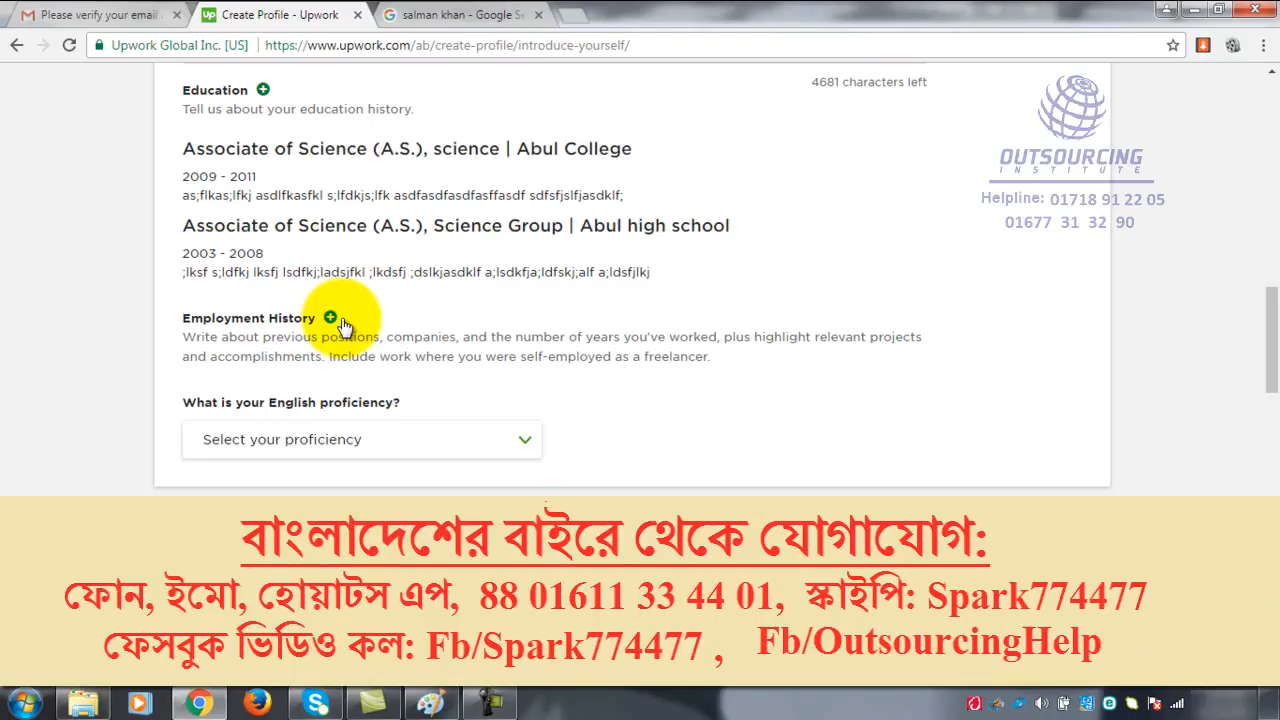 Please verify your email
Create Profile - Upwork
salman khan - Google Se
Upwork Global Inc. [US]
https://www.upwork.com/ab/create-profile/introduce-yourself/
4681 characters left
Education
Tell us about your education history.
Associate of Science (A.S.), science | Abul College
2009 - 2011
as;flkas;lfkj asdlfkasfkl s;lfdkjs;lfk asdfasdfasdfasffasdf sdfsfjslfjasdklf;
Associate of Science (A.S.), Science Group | Abul high school
2003 - 2008
;lksf s;ldfkj lksfj lsdfkj;ladsjfkl ;lkdsfj ;dslkjasdklf a;lsdkfja;ldfskj;alf a;ldsfjlkj
Employment History
Write about previous positions, companies, and the number of years you've worked, plus highlight relevant projects
and accomplishments. Include work where you were self-employed as a freelancer.
What is your English proficiency?
Select your proficiency
OUTSOURCING
INSTITUTE
Helpline: 01718 91 22 05
01677 31 32 90
বাংলাদেশের বাইরে থেকে যোগাযোগ:
ফোন, ইমো, হোয়াটস এপ, 88 01611 33 44 01, স্কাইপি: Spark774477
ফেসবুক ভিডিও কল: Fb/Spark774477 , Fb/OutsourcingHelp